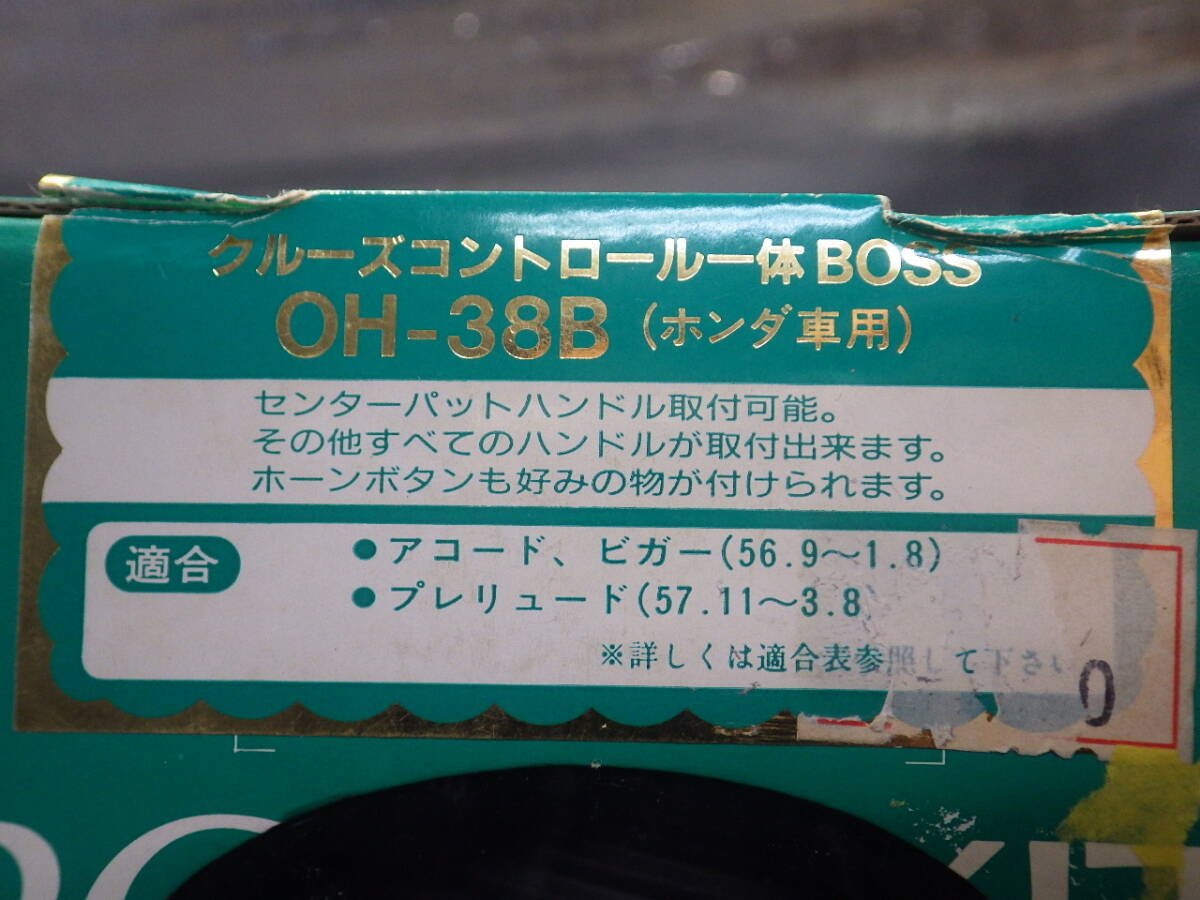 クルーズコントロール一体BOSS
OH-38B (ホンダ車用)
センターパットハンドル取付可能。
その他すべてのハンドルが取付出来ます。
ホーンボタンも好みの物が付けられます。
適合
●アコード、ビガー(56.9〜1.8)
●プレリュード(57.11〜3.8)
※詳しくは適合表参照して下さい
0